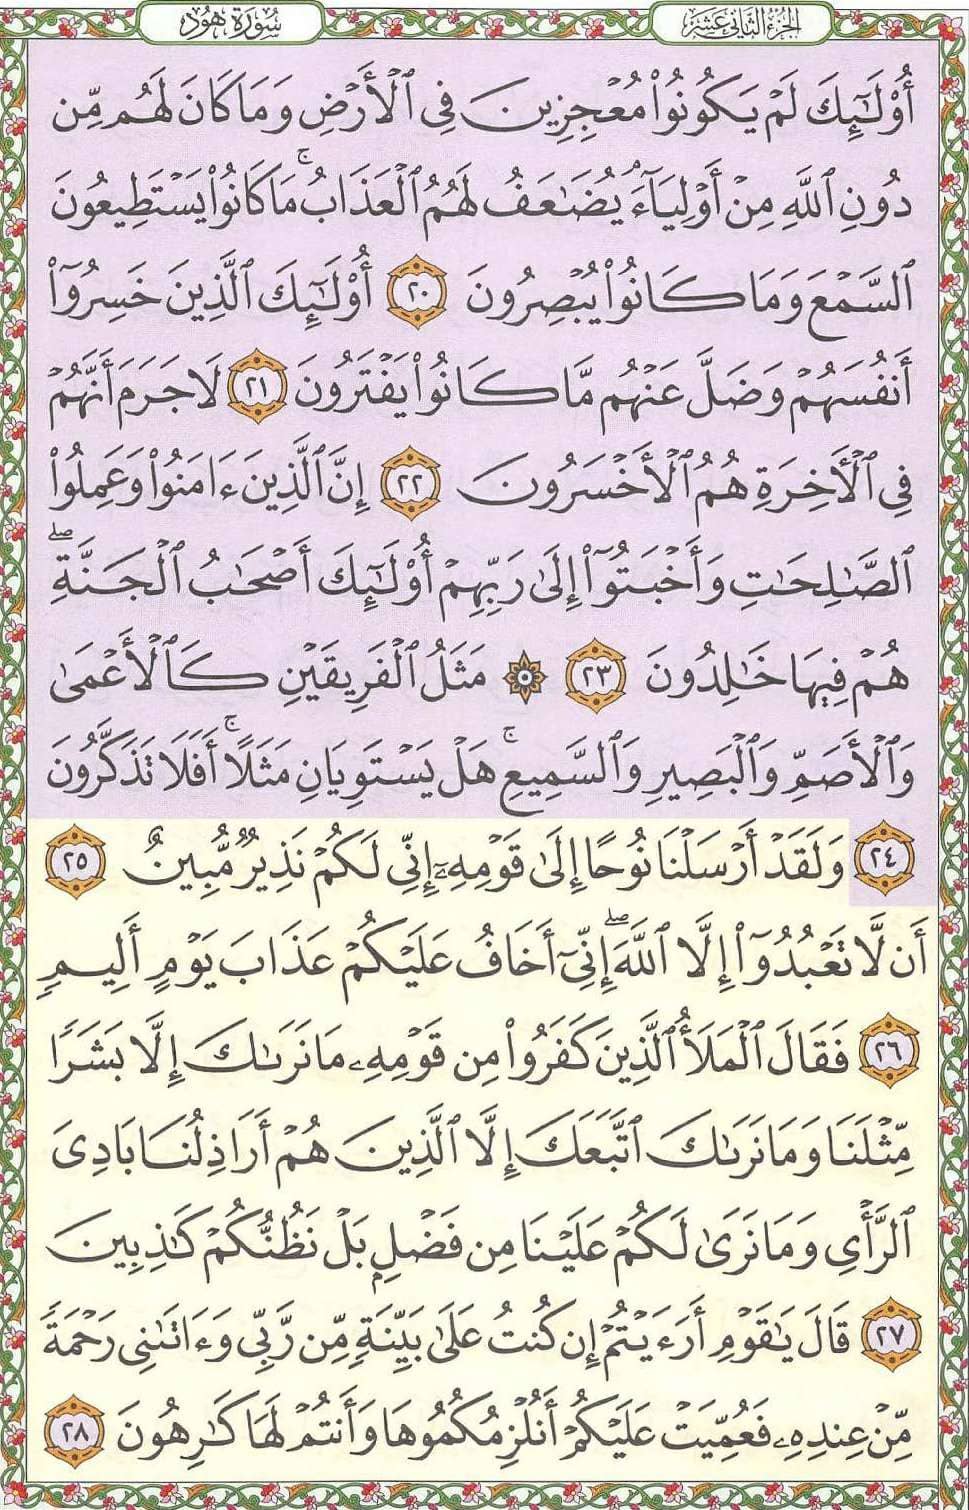 الجزء الثاني عشر
سورة هود
أُوْلَٰٓئِكَ لَمۡ يَكُونُواْ مُعۡجِزِينَ فِي ٱلۡأَرۡضِ وَمَا كَانَ لَهُم مِّن
دُونِ ٱللَّهِ مِنۡ أَوۡلِيَآءَۘ يُضَٰعَفُ لَهُمُ ٱلۡعَذَابُۚ مَا كَانُواْ يَسۡتَطِيعُونَ
ٱلسَّمۡعَ وَمَا كَانُواْ يُبۡصِرُونَ ٢٠ أُوْلَٰٓئِكَ ٱلَّذِينَ خَسِرُوٓاْ
أَنفُسَهُمۡ وَضَلَّ عَنۡهُم مَّا كَانُواْ يَفۡتَرُونَ ٢١ لَا جَرَمَ أَنَّهُمۡ
فِي ٱلۡأٓخِرَةِ هُمُ ٱلۡأَخۡسَرُونَ ٢٢ إِنَّ ٱلَّذِينَ ءَامَنُواْ وَعَمِلُواْ
ٱلصَّٰلِحَٰتِ وَأَخۡبَتُوٓاْ إِلَىٰ رَبِّهِمۡ أُوْلَٰٓئِكَ أَصۡحَٰبُ ٱلۡجَنَّةِۖ
هُمۡ فِيهَا خَٰلِدُونَ ٢٣ ۞ مَثَلُ ٱلۡفَرِيقَيۡنِ كَٱلۡأَعۡمَىٰ
وَٱلۡأَصَمِّ وَٱلۡبَصِيرِ وَٱلسَّمِيعِۚ هَلۡ يَسۡتَوِيَانِ مَثَلًاۚ أَفَلَا تَذَكَّرُونَ
٢٤ وَلَقَدۡ أَرۡسَلۡنَا نُوحًا إِلَىٰ قَوۡمِهِۦٓ إِنِّي لَكُمۡ نَذِيرٞ مُّبِينٌ ٢٥
أَن لَّا تَعۡبُدُوٓاْ إِلَّا ٱللَّهَۖ إِنِّيٓ أَخَافُ عَلَيۡكُمۡ عَذَابَ يَوۡمٍ أَلِيمٖ
٢٦ فَقَالَ ٱلۡمَلَأُ ٱلَّذِينَ كَفَرُواْ مِن قَوۡمِهِۦ مَا نَرَىٰكَ إِلَّا بَشَرٗا
مِّثۡلَنَا وَمَا نَرَىٰكَ ٱتَّبَعَكَ إِلَّا ٱلَّذِينَ هُمۡ أَرَاذِلُنَا بَادِيَ
ٱلرَّأۡيِ وَمَا نَرَىٰ لَكُمۡ عَلَيۡنَا مِن فَضۡلِۭ بَلۡ نَظُنُّكُمۡ كَٰذِبِينَ
٢٧ قَالَ يَٰقَوۡمِ أَرَءَيۡتُمۡ إِن كُنتُ عَلَىٰ بَيِّنَةٖ مِّن رَّبِّي وَءَاتَىٰنِي رَحۡمَةٗ
مِّنۡ عِندِهِۦ فَعُمِّيَتۡ عَلَيۡكُمۡ أَنُلۡزِمُكُمُوهَا وَأَنتُمۡ لَهَا كَٰرِهُونَ ٢٨